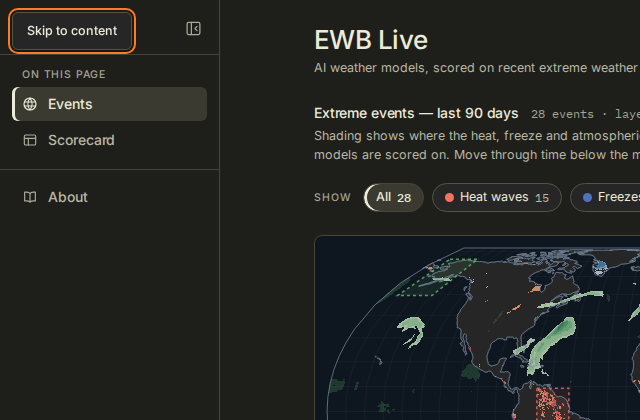 Skip to content
ON THIS PAGE
Events
Scorecard
About
EWB Live
AI weather models, scored on recent extreme weather
Extreme events — last 90 days 28 events ·
Shading shows where the heat, freeze and
models are scored on. Move through time below the
SHOW All 28 Heat waves 15 Freezes